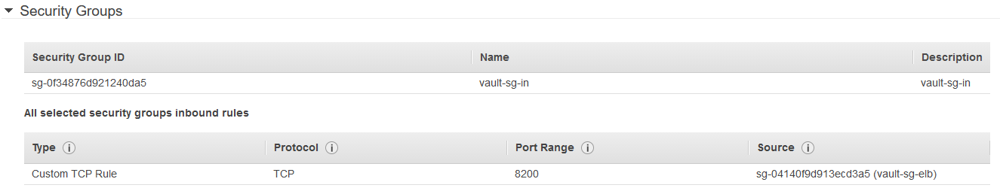 Security Groups
Security Group ID Name Description
sg-0f34876d921240da5 vault-sg-in vault-sg-in
All selected security groups inbound rules
Type Protocol Port Range Source
Custom TCP Rule TCP 8200 sg-04140f9d913ecd3a5 (vault-sg-elb)